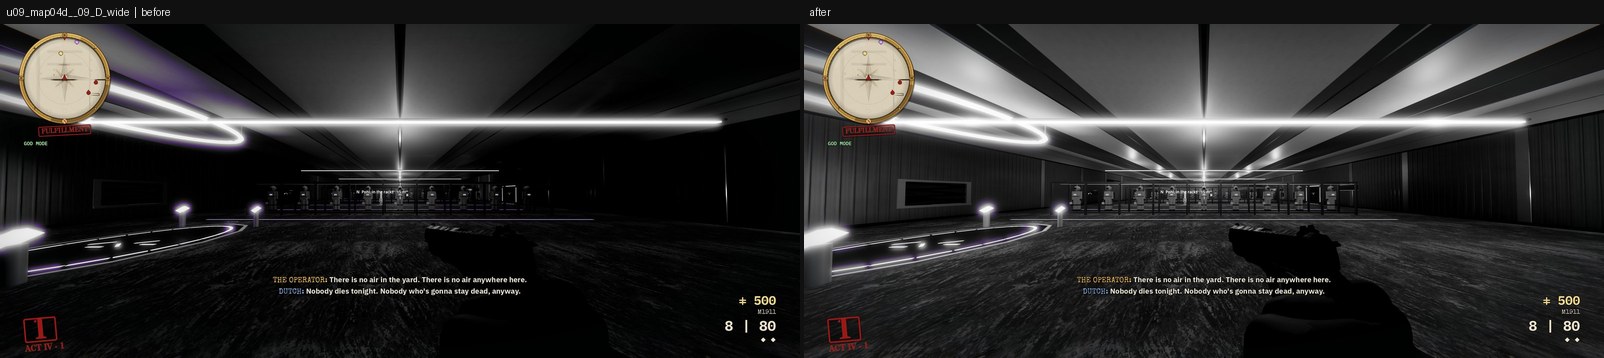 u09_map04d__09_D_wide | before
after
FULFILLMENT
GOD MODE
THE OPERATOR: There is no air in the yard. There is no air anywhere here.
DUTCH: Nobody dies tonight. Nobody who's gonna stay dead, anyway.
500
M1911
8 | 80
I
ACT IV - 1
FULFILLMENT
GOD MODE
THE OPERATOR: There is no air in the yard. There is no air anywhere here.
DUTCH: Nobody dies tonight. Nobody who's gonna stay dead, anyway.
500
M1911
8 | 80
I
ACT IV - 1